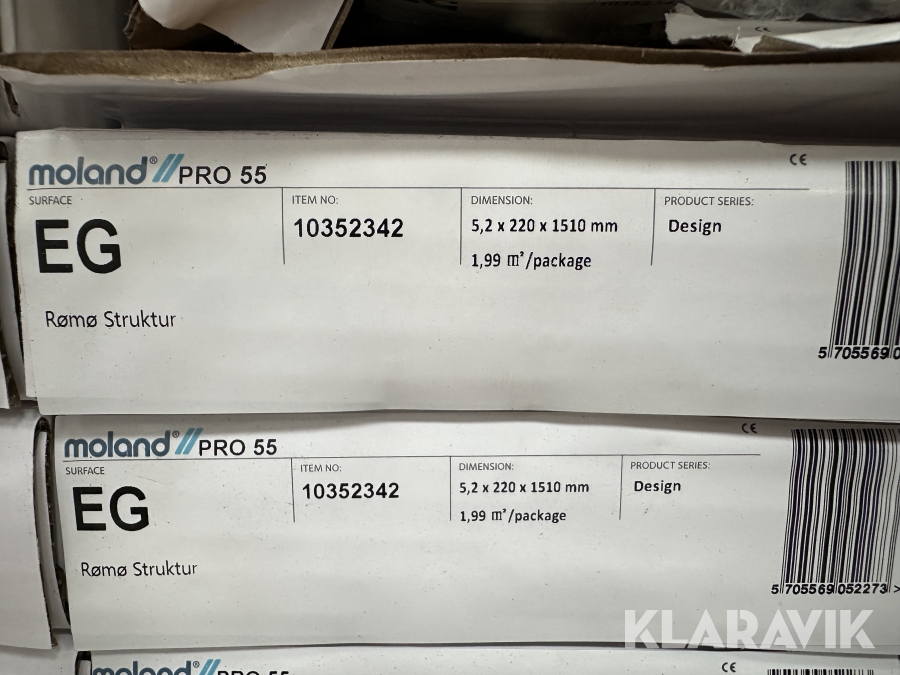 moland® PRO 55
CE
SURFACE
ITEM NO:
DIMENSION:
PRODUCT SERIES:
EG
10352342
5,2 x 220 x 1510 mm
Design
1,99 m²/package
Rømø Struktur
5 705569 0
moland® PRO 55
CE
SURFACE
ITEM NO:
DIMENSION:
PRODUCT SERIES:
EG
10352342
5,2 x 220 x 1510 mm
Design
1,99 m²/package
Rømø Struktur
5 705569 052273 >
KLARAVIK
moland® PRO 55
CE